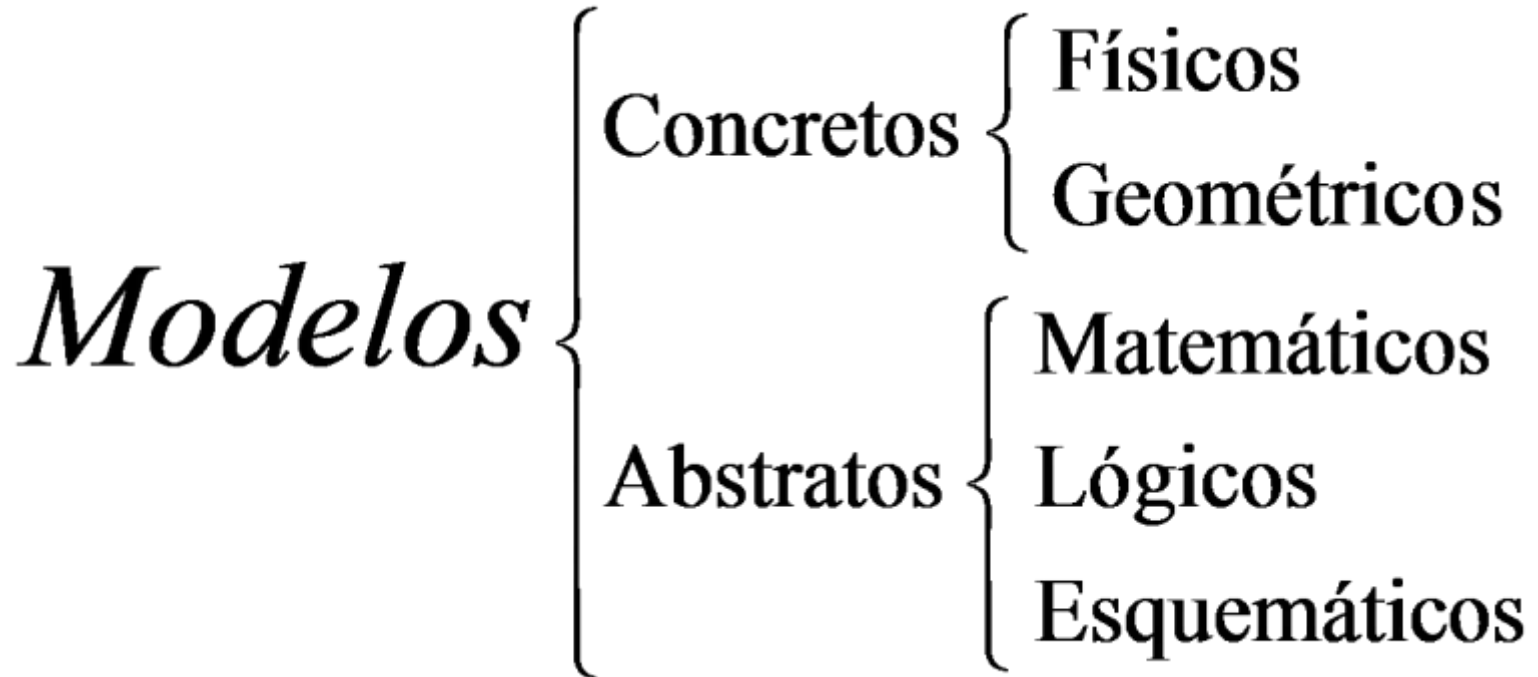 Modelos
Concretos
Físicos
Geométricos
Abstratos
Matemáticos
Lógicos
Esquemáticos